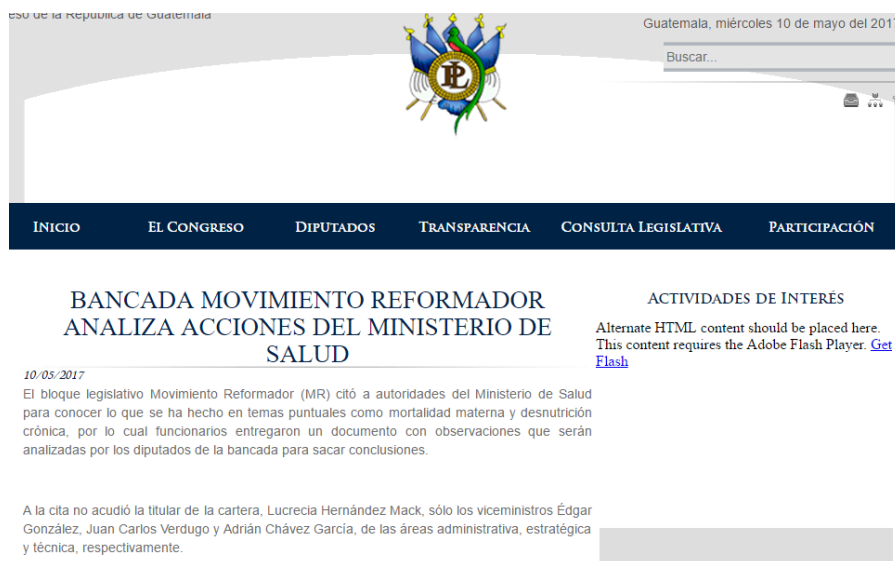 eso de la República de Guatemala
Guatemala, miércoles 10 de mayo del 2017
Buscar...
INICIO EL CONGRESO DIPUTADOS TRANSPARENCIA CONSULTA LEGISLATIVA PARTICIPACIÓN
BANCADA MOVIMIENTO REFORMADOR
ANALIZA ACCIONES DEL MINISTERIO DE
SALUD
10/05/2017
El bloque legislativo Movimiento Reformador (MR) citó a autoridades del Ministerio de Salud
para conocer lo que se ha hecho en temas puntuales como mortalidad materna y desnutrición
crónica, por lo cual funcionarios entregaron un documento con observaciones que serán
analizadas por los diputados de la bancada para sacar conclusiones.
A la cita no acudió la titular de la cartera, Lucrecia Hernández Mack, sólo los viceministros Édgar
González, Juan Carlos Verdugo y Adrián Chávez García, de las áreas administrativa, estratégica
y técnica, respectivamente.
ACTIVIDADES DE INTERÉS
Alternate HTML content should be placed here.
This content requires the Adobe Flash Player. Get
Flash